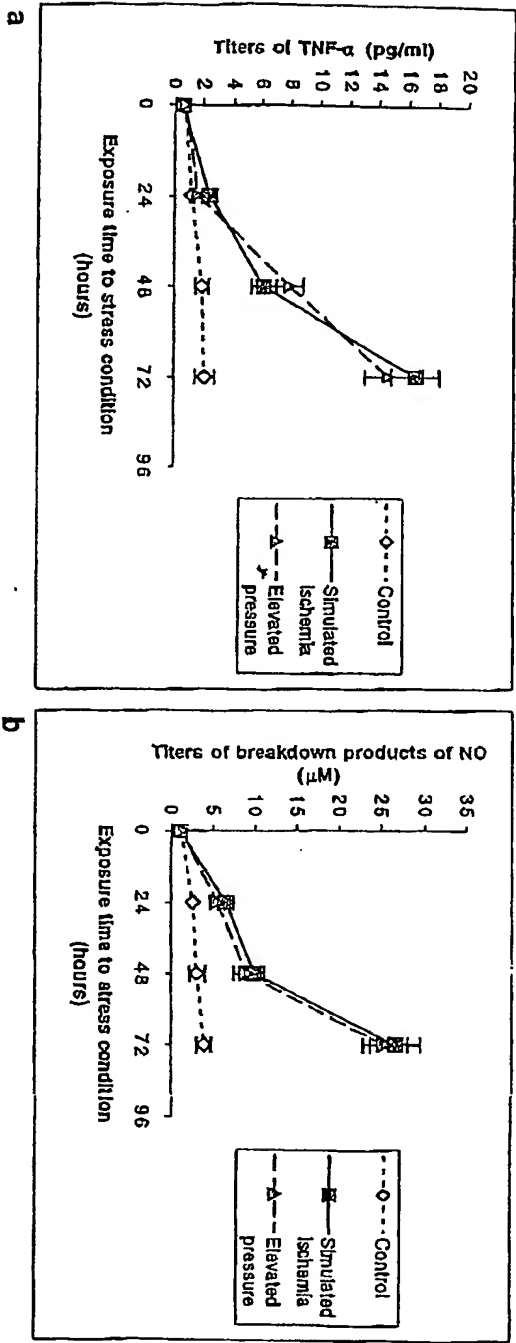 a
Titers of TNF-α (pg/ml)
20
18
16
14
12
10
8
6
4
2
0
0 24 48 72 96
Exposure time to stress condition
(hours)
Control
Simulated
Ischemia
Elevated
pressure
b
Titers of breakdown products of NO
(μM)
35
30
25
20
15
10
5
0
0 24 48 72 96
Exposure time to stress condition
(hours)
Control
Simulated
Ischemia
Elevated
pressure